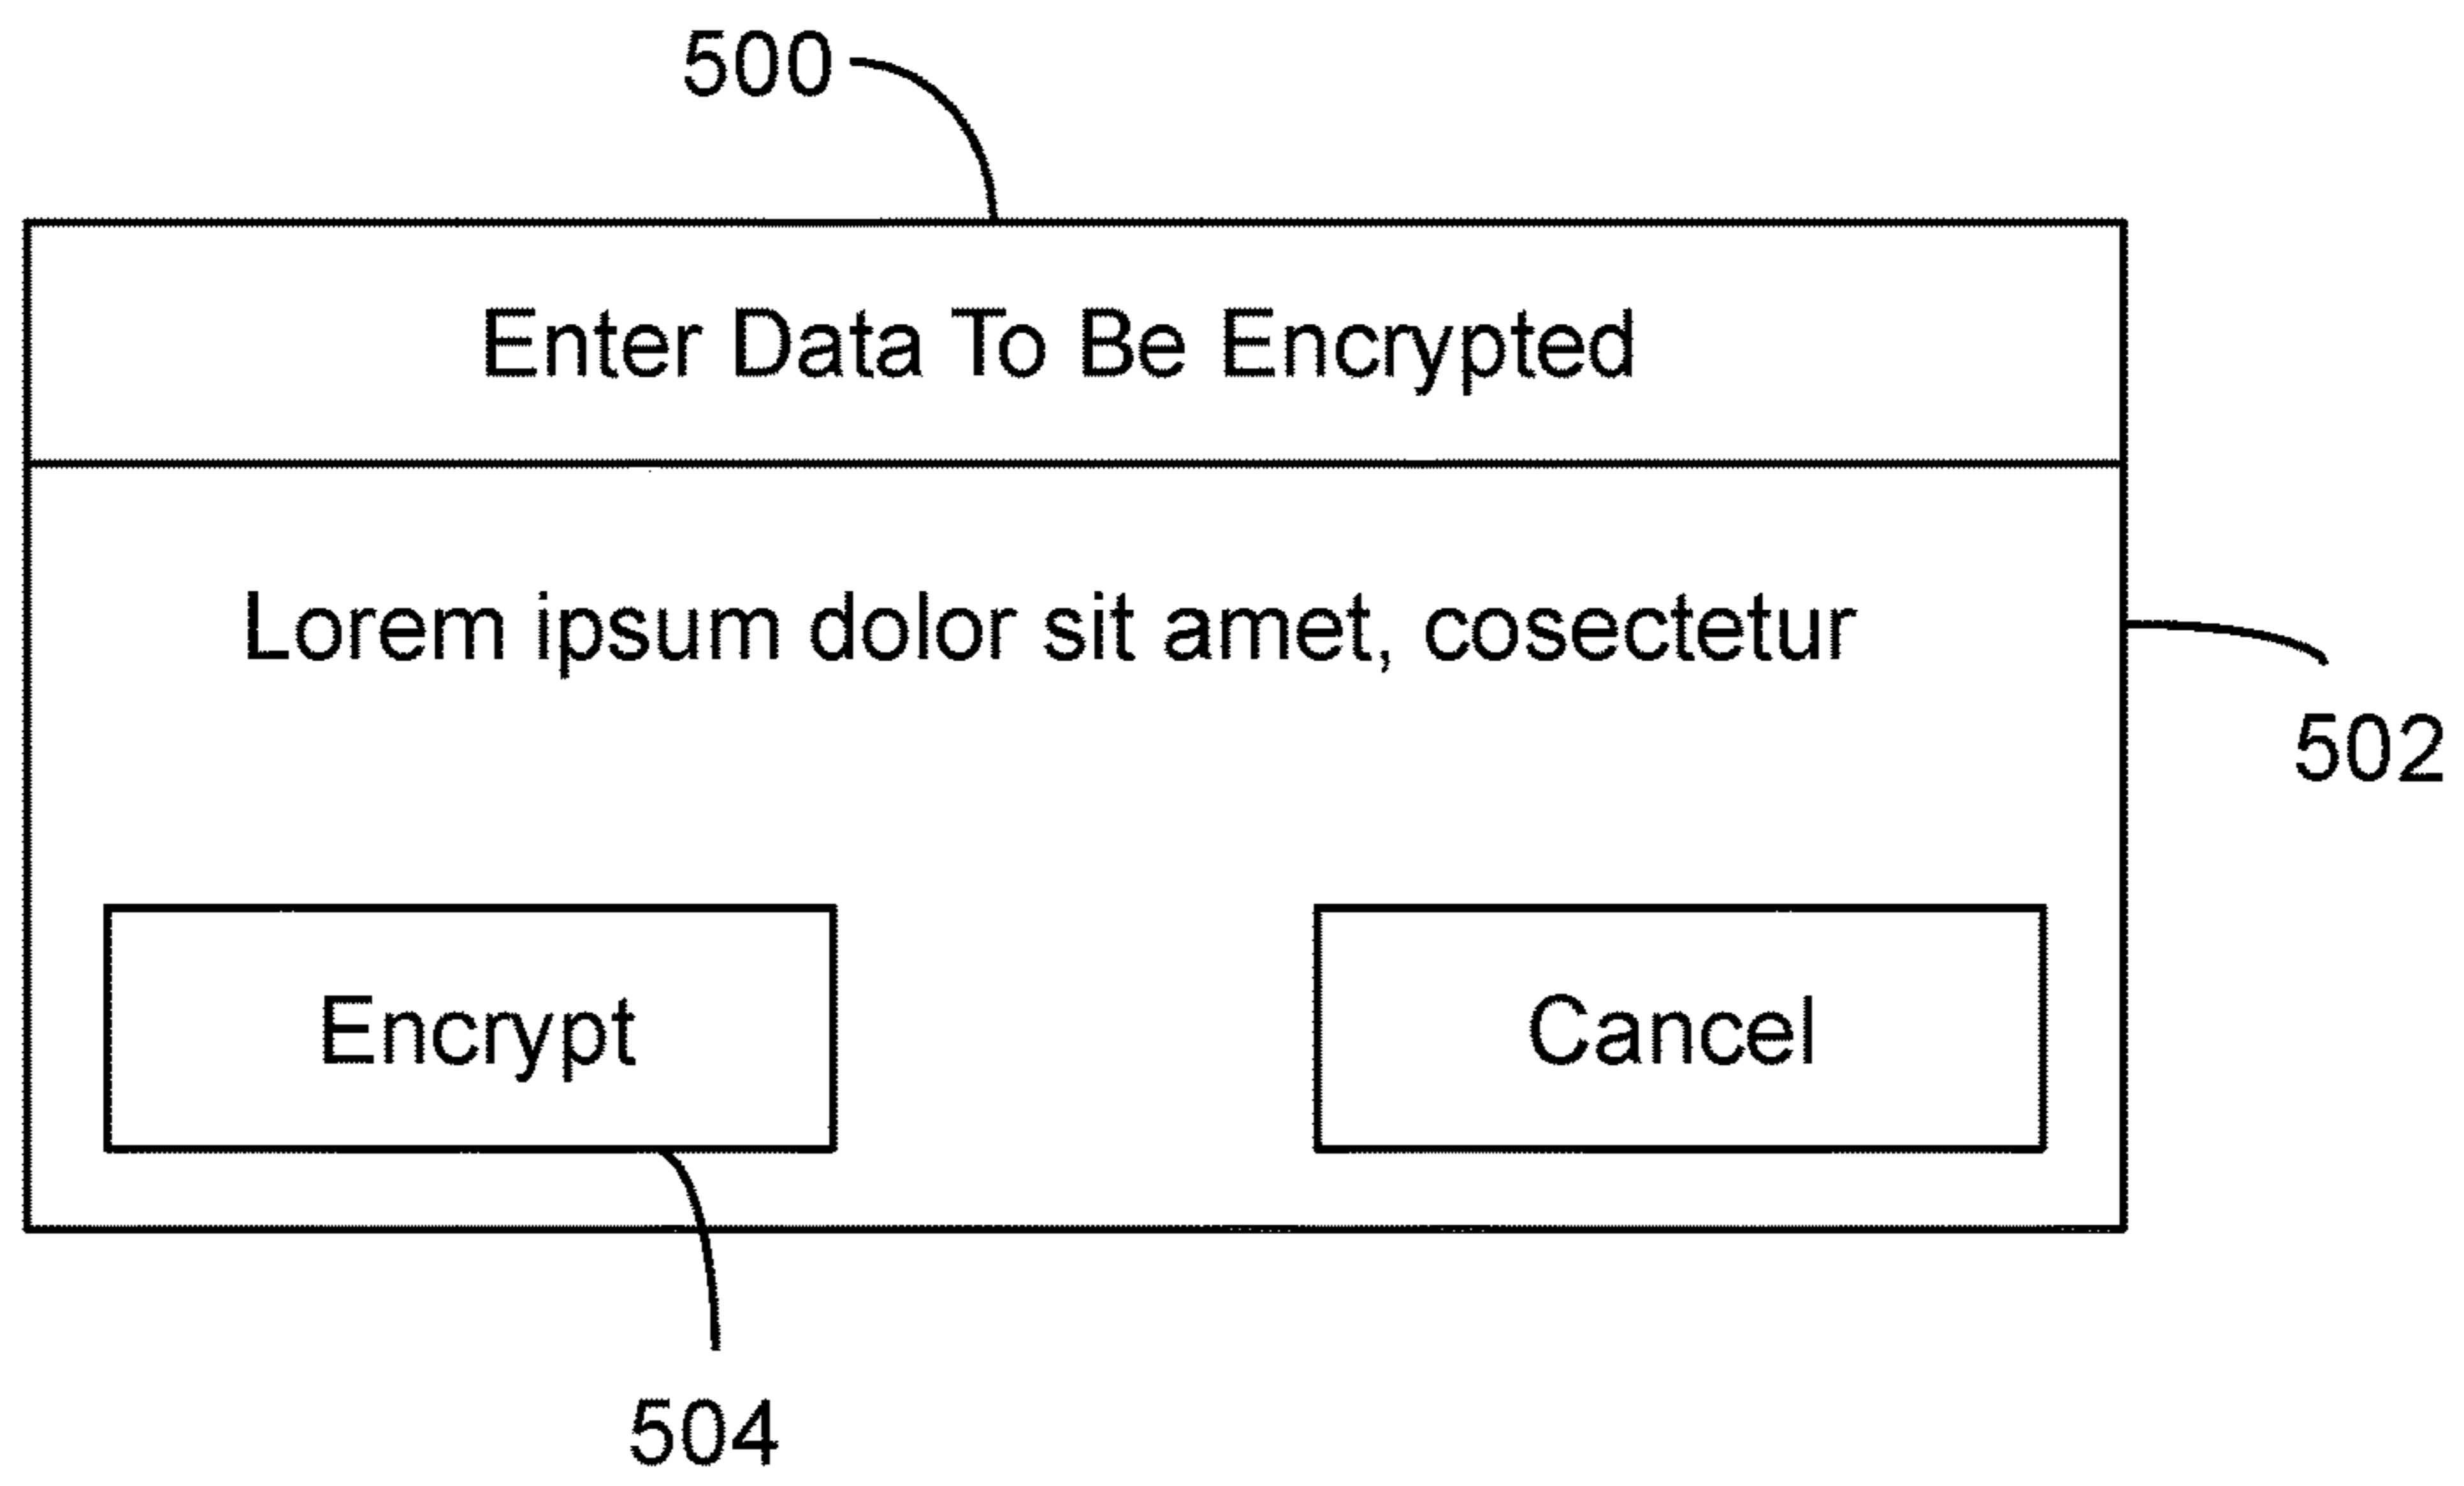 500
Enter Data To Be Encrypted
Lorem ipsum dolor sit amet, cosectetur
502
Encrypt
Cancel
504